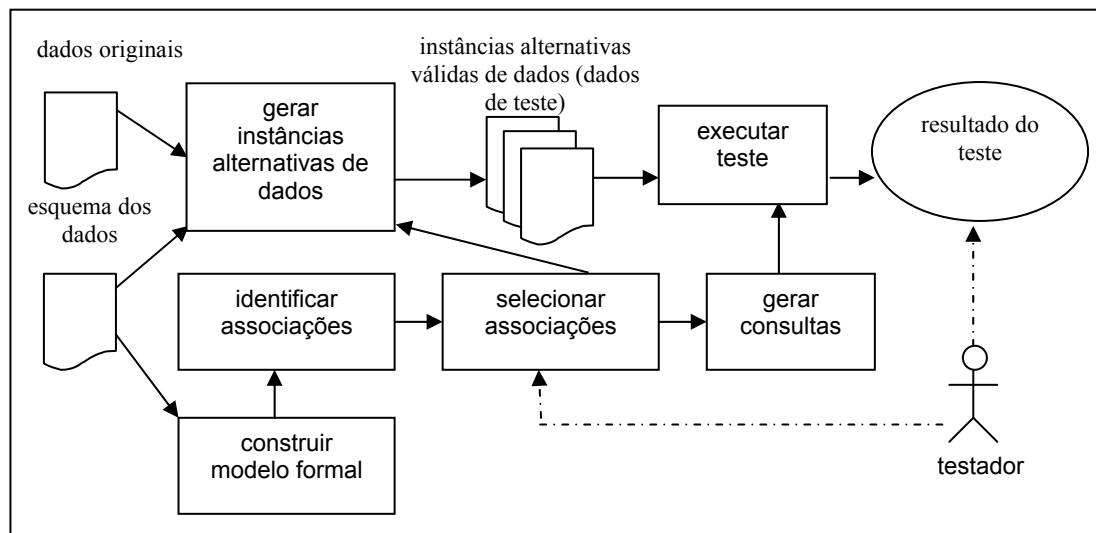 dados originais
instâncias alternativas
válidas de dados (dados
de teste)
gerar
instâncias
alternativas de
dados
executar
teste
resultado do
teste
esquema dos
dados
identificar
associações
selecionar
associações
gerar
consultas
construir
modelo formal
testador